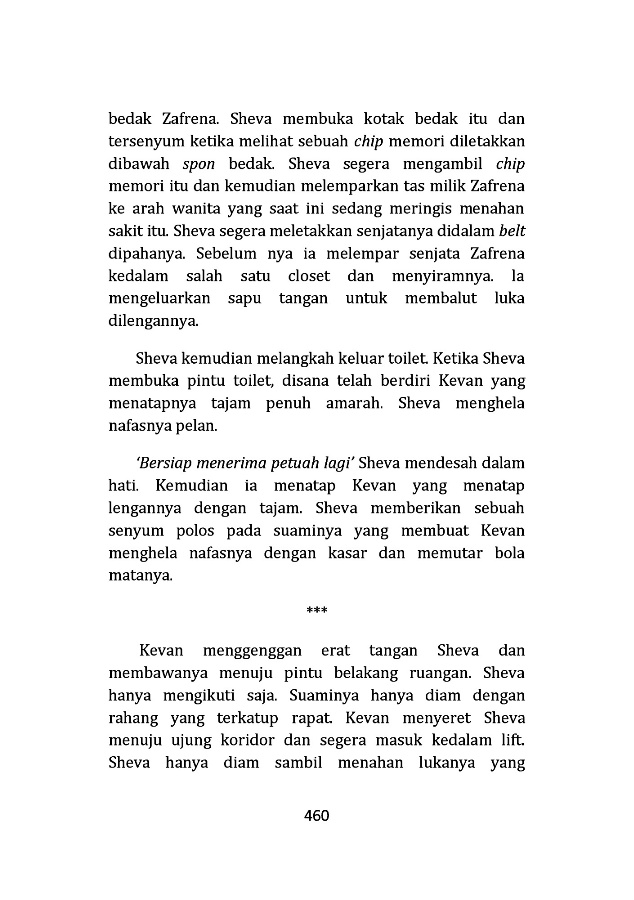 bedak Zafrena. Sheva membuka kotak bedak itu dan
tersenyum ketika melihat sebuah chip memori diletakkan
dibawah spon bedak. Sheva segera mengambil chip
memori itu dan kemudian melemparkan tas milik Zafrena
ke arah wanita yang saat ini sedang meringis menahan
sakit itu. Sheva segera meletakkan senjatanya didalam belt
dipahanya. Sebelum nya ia melempar senjata Zafrena
kedalam salah satu closet dan menyiramnya. Ia
mengeluarkan sapu tangan untuk membalut luka
dilengannya.
Sheva kemudian melangkah keluar toilet. Ketika Sheva
membuka pintu toilet, disana telah berdiri Kevan yang
menatapnya tajam penuh amarah. Sheva menghela
nafasnya pelan.
‘Bersiap menerima petuah lagi’ Sheva mendesah dalam
hati. Kemudian ia menatap Kevan yang menatap
lengannya dengan tajam. Sheva memberikan sebuah
senyum polos pada suaminya yang membuat Kevan
menghela nafasnya dengan kasar dan memutar bola
matanya.
***
Kevan menggenggan erat tangan Sheva dan
membawanya menuju pintu belakang ruangan. Sheva
hanya mengikuti saja. Suaminya hanya diam dengan
rahang yang terkatup rapat. Kevan menyeret Sheva
menuju ujung koridor dan segera masuk kedalam lift.
Sheva hanya diam sambil menahan lukanya yang
460